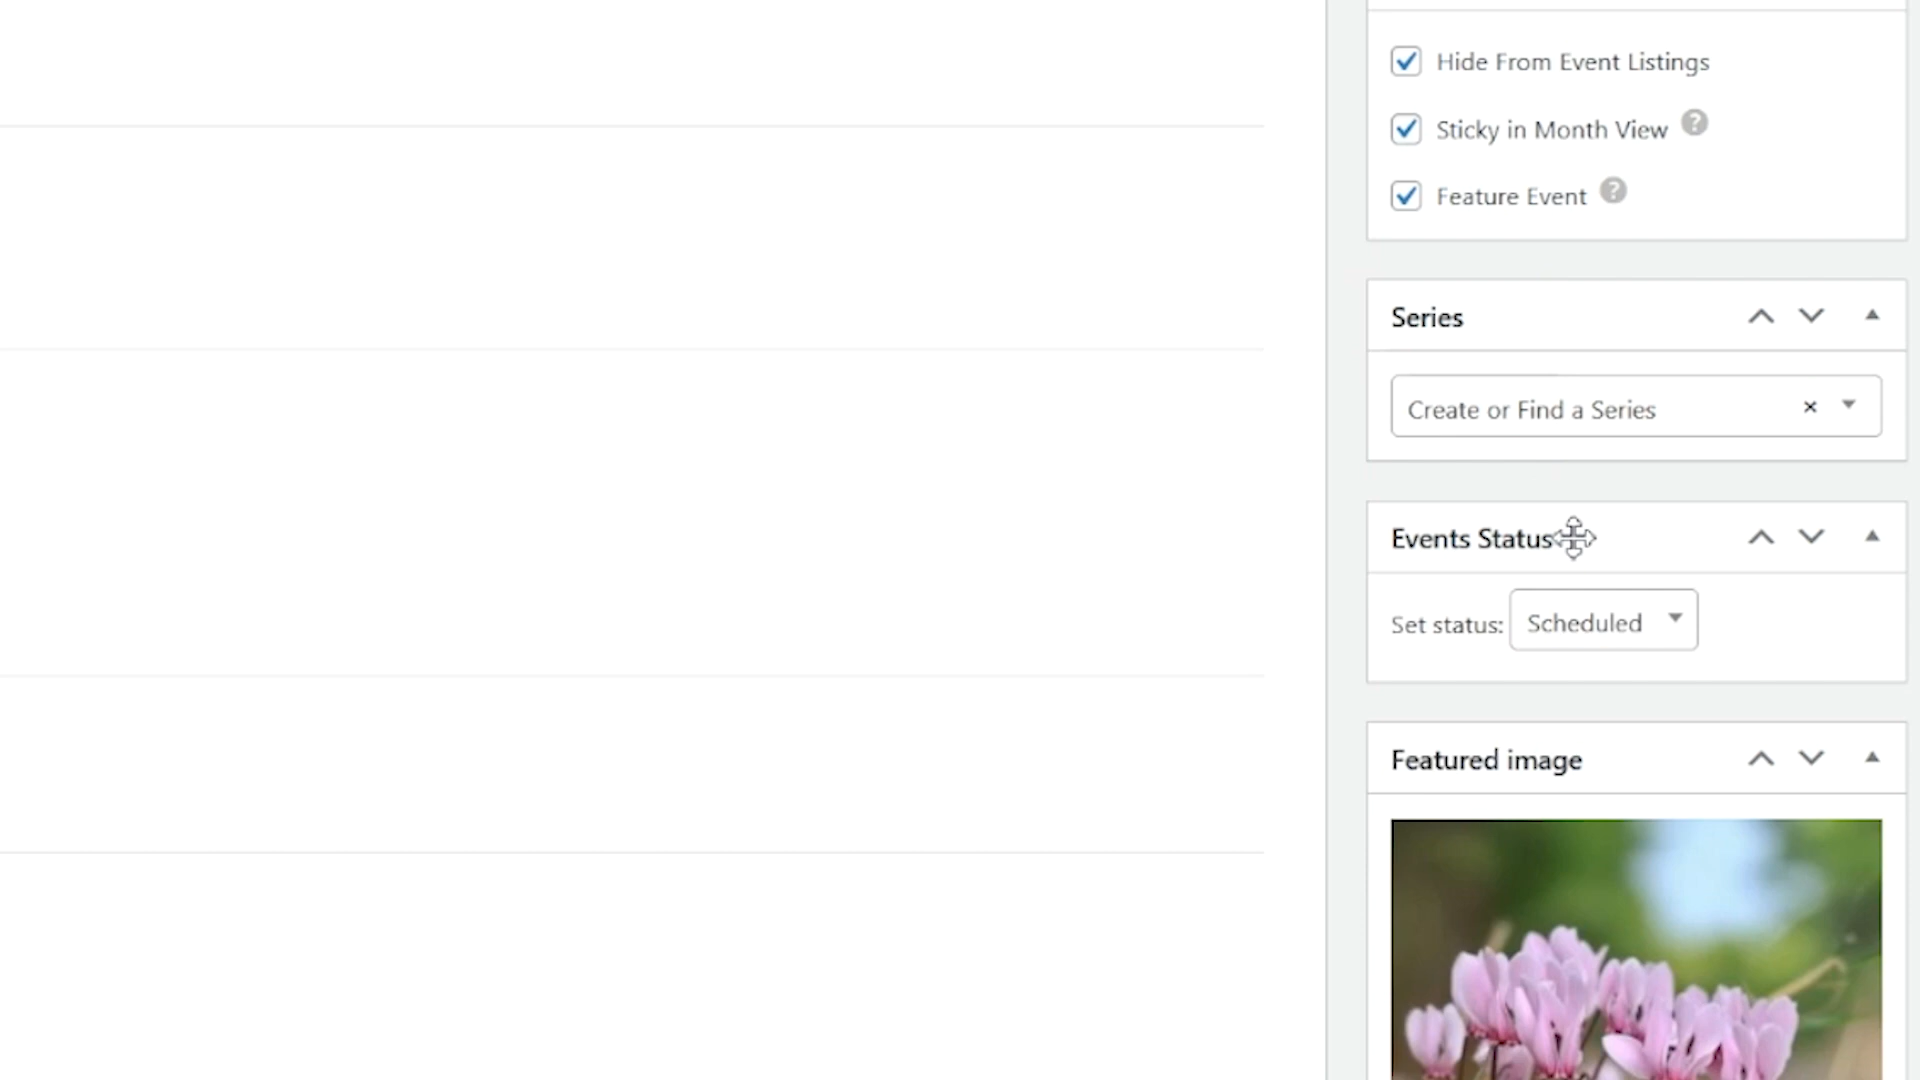 Hide From Event Listings
Sticky in Month View ?
Feature Event ?
Series
Create or Find a Series ×
Events Status
Set status: Scheduled
Featured image